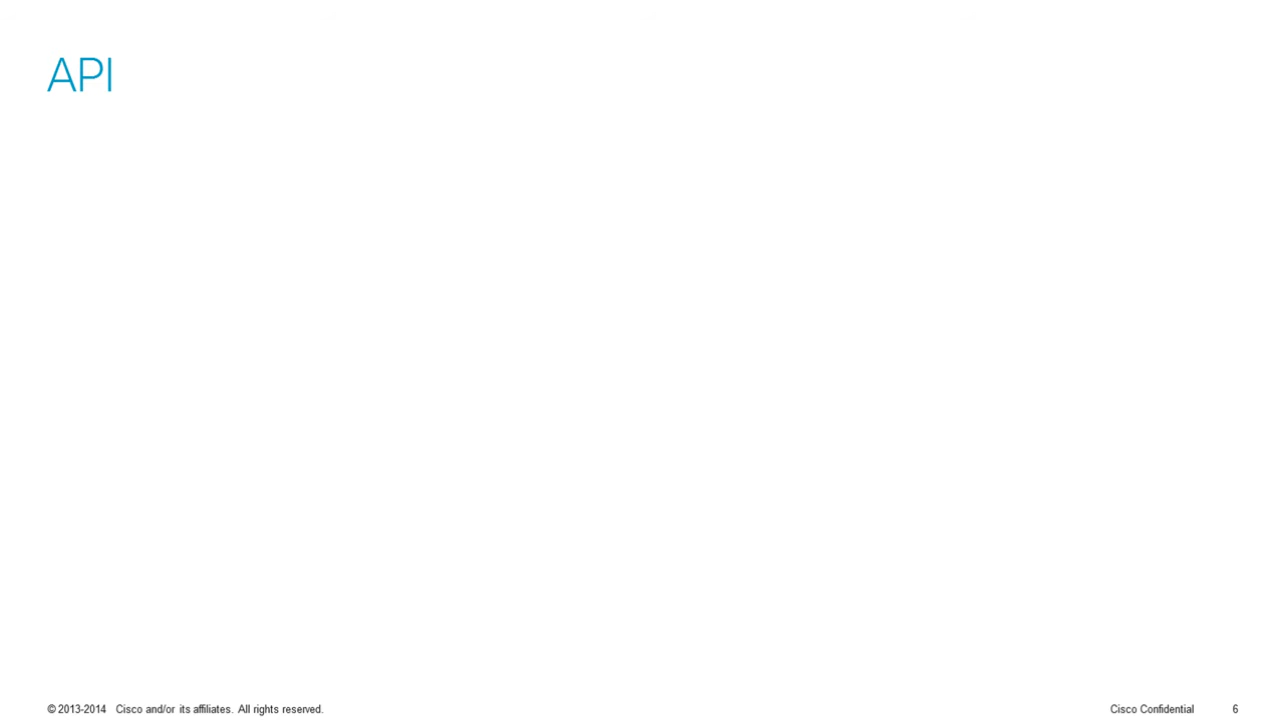 API
© 2013-2014 Cisco and/or its affiliates. All rights reserved.
Cisco Confidential 6